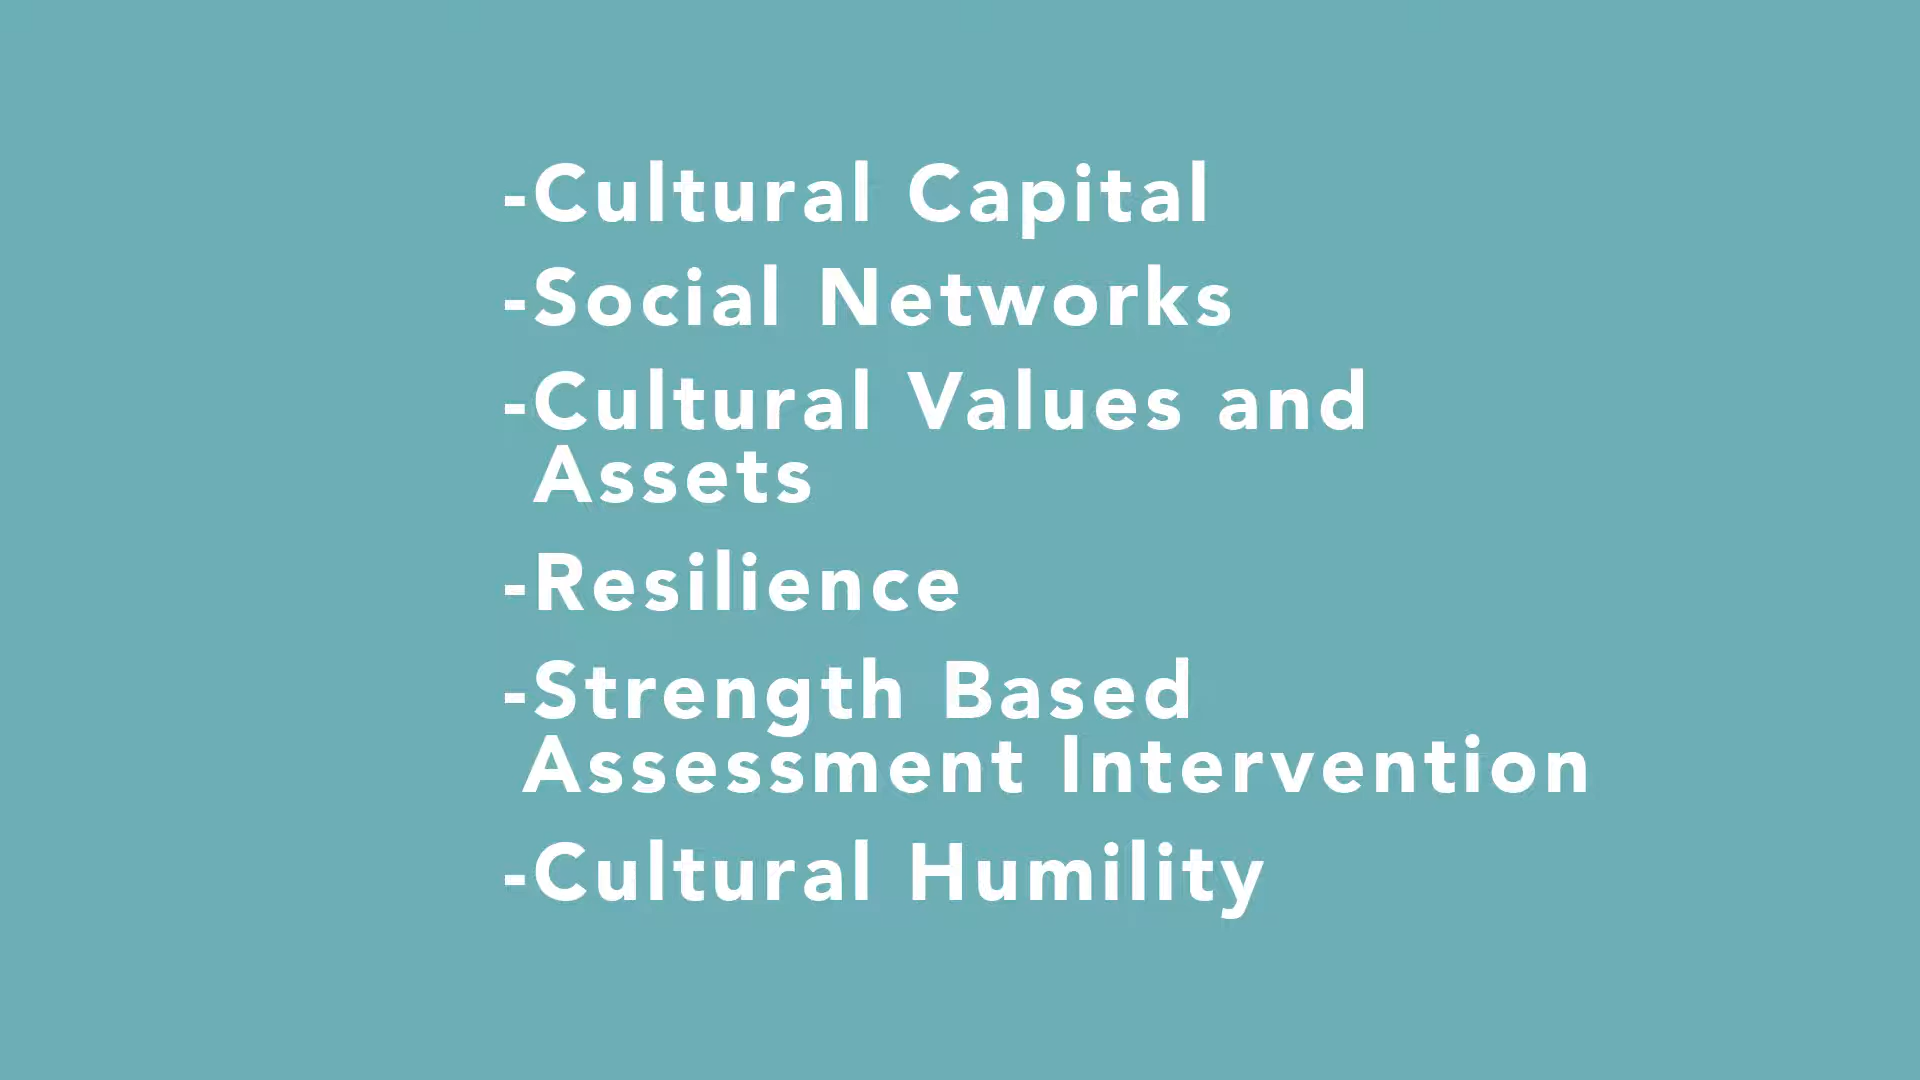 -Cultural Capital
-Social Networks
-Cultural Values and
Assets
-Resilience
-Strength Based
Assessment Intervention
-Cultural Humility